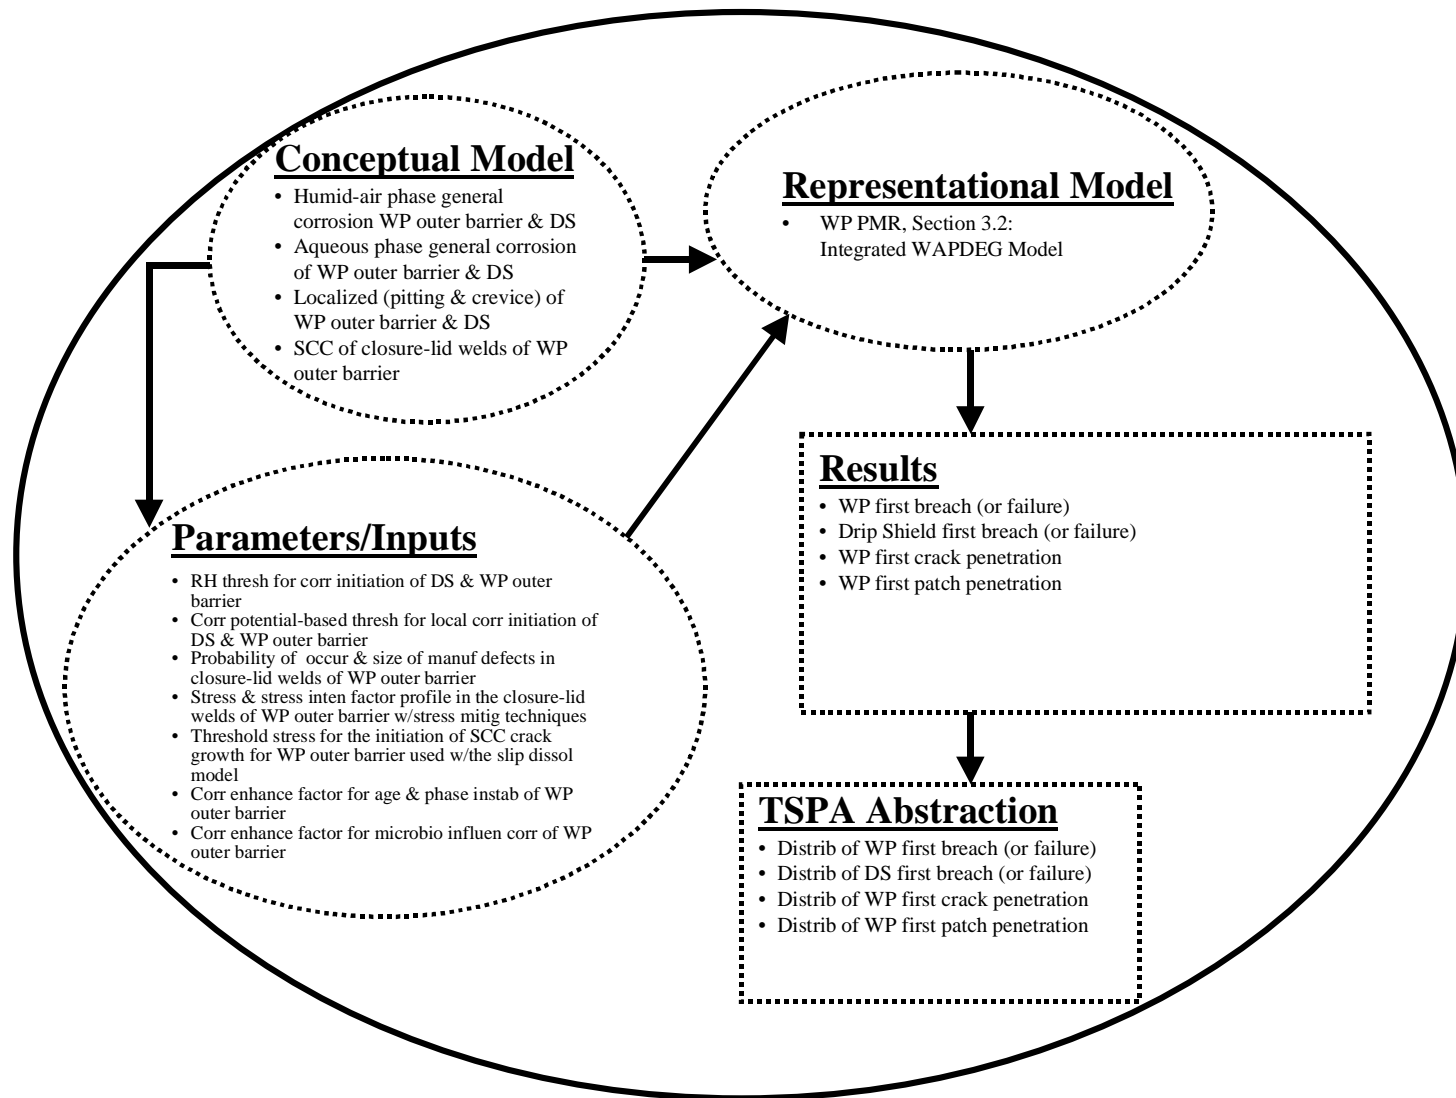 Conceptual Model
• Humid-air phase general
corrosion WP outer barrier & DS
• Aqueous phase general corrosion
of WP outer barrier & DS
• Localized (pitting & crevice) of
WP outer barrier & DS
• SCC of closure-lid welds of WP
outer barrier
Representational Model
• WP PMR, Section 3.2:
Integrated WAPDEG Model
Parameters/Inputs
• RH thresh for corr initiation of DS & WP outer
barrier
• Corr potential-based thresh for local corr initiation of
DS & WP outer barrier
• Probability of occur & size of manuf defects in
closure-lid welds of WP outer barrier
• Stress & stress inten factor profile in the closure-lid
welds of WP outer barrier w/stress mitig techniques
• Threshold stress for the initiation of SCC crack
growth for WP outer barrier used w/the slip dissol
model
• Corr enhance factor for age & phase instab of WP
outer barrier
• Corr enhance factor for microbio influen corr of WP
outer barrier
Results
• WP first breach (or failure)
• Drip Shield first breach (or failure)
• WP first crack penetration
• WP first patch penetration
TSPA Abstraction
• Distrib of WP first breach (or failure)
• Distrib of DS first breach (or failure)
• Distrib of WP first crack penetration
• Distrib of WP first patch penetration